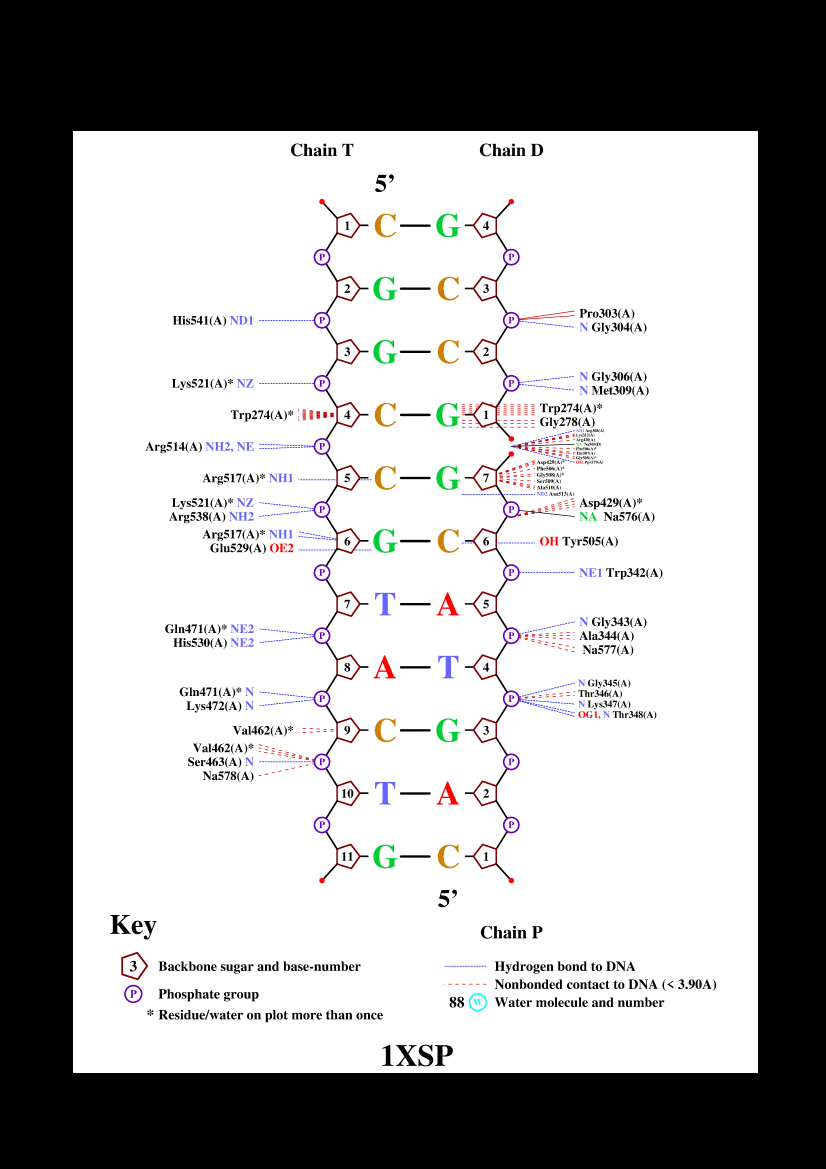 Chain T Chain D
5’
1 C G 4
P P
2 G C 3
Pro303(A)
His541(A) ND1 P P N Gly304(A)
3 G C 2
N Gly306(A)
Lys521(A)* NZ P P N Met309(A)
Trp274(A)* 4 C G 1 Trp274(A)*
Gly278(A)
Arg514(A) NH2, NE P
Arg517(A)* NH1 5 C G 7 Asp429(A)*
Phe506(A)*
Gly508(A)*
Ser509(A)
Ala510(A)
ND2 Asn513(A)
Lys521(A)* NZ P P Asp429(A)*
Arg538(A) NH2 NA Na576(A)
Arg517(A)* NH1 6 G C 6 OH Tyr505(A)
Glu529(A) OE2
P P NE1 Trp342(A)
7 T A 5
N Gly343(A)
Gln471(A)* NE2 P P Ala344(A)
His530(A) NE2 Na577(A)
8 A T 4
N Gly345(A)
Gln471(A)* N P P Thr346(A)
Lys472(A) N N Lys347(A)
OG1, N Thr348(A)
Val462(A)* 9 C G 3
Val462(A)*
Ser463(A) N P P
Na578(A)
10 T A 2
P P
11 G C 1
5’
Key
Chain P
3 Backbone sugar and base-number
Hydrogen bond to DNA
Nonbonded contact to DNA (< 3.90A)
P Phosphate group
88 W Water molecule and number
* Residue/water on plot more than once
1XSP